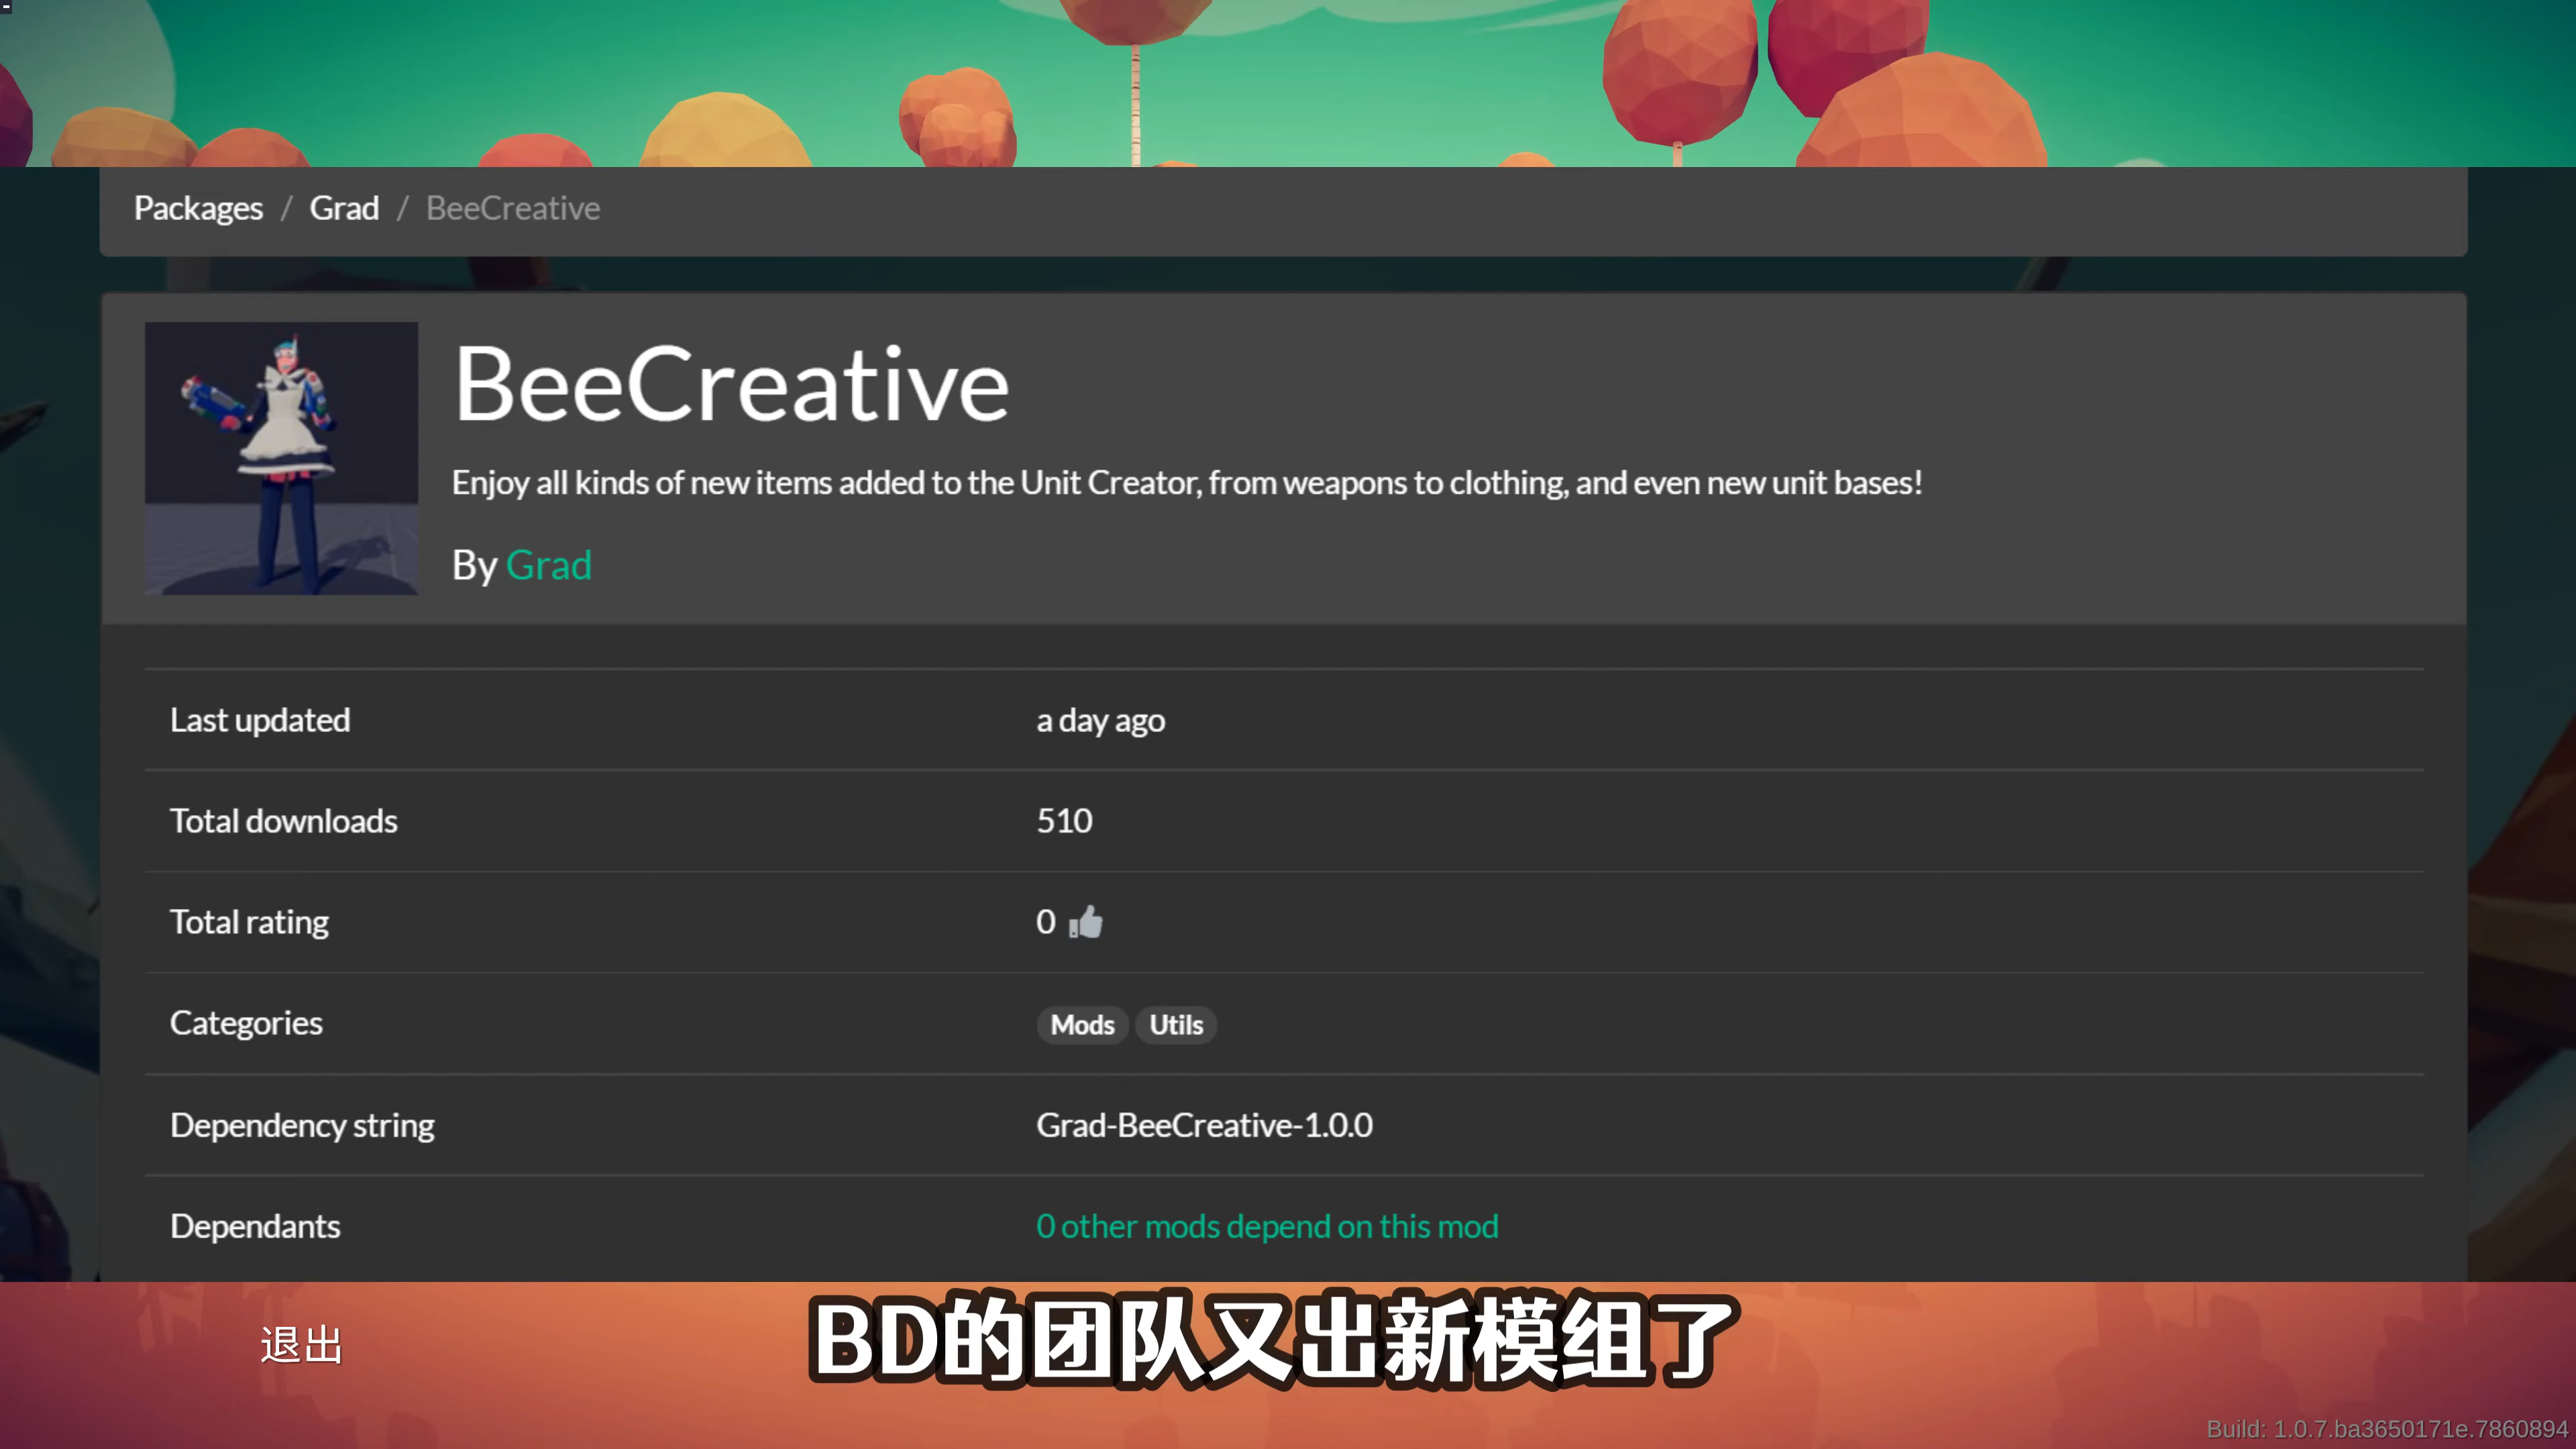 -
Packages / Grad / BeeCreative
BeeCreative
Enjoy all kinds of new items added to the Unit Creator, from weapons to clothing, and even new unit bases!
By Grad
Last updated a day ago
Total downloads 510
Total rating 0
Categories Mods Utils
Dependency string Grad-BeeCreative-1.0.0
Dependants 0 other mods depend on this mod
退出
BD的团队又出新模组了
Build: 1.0.7.ba3650171e.7860894